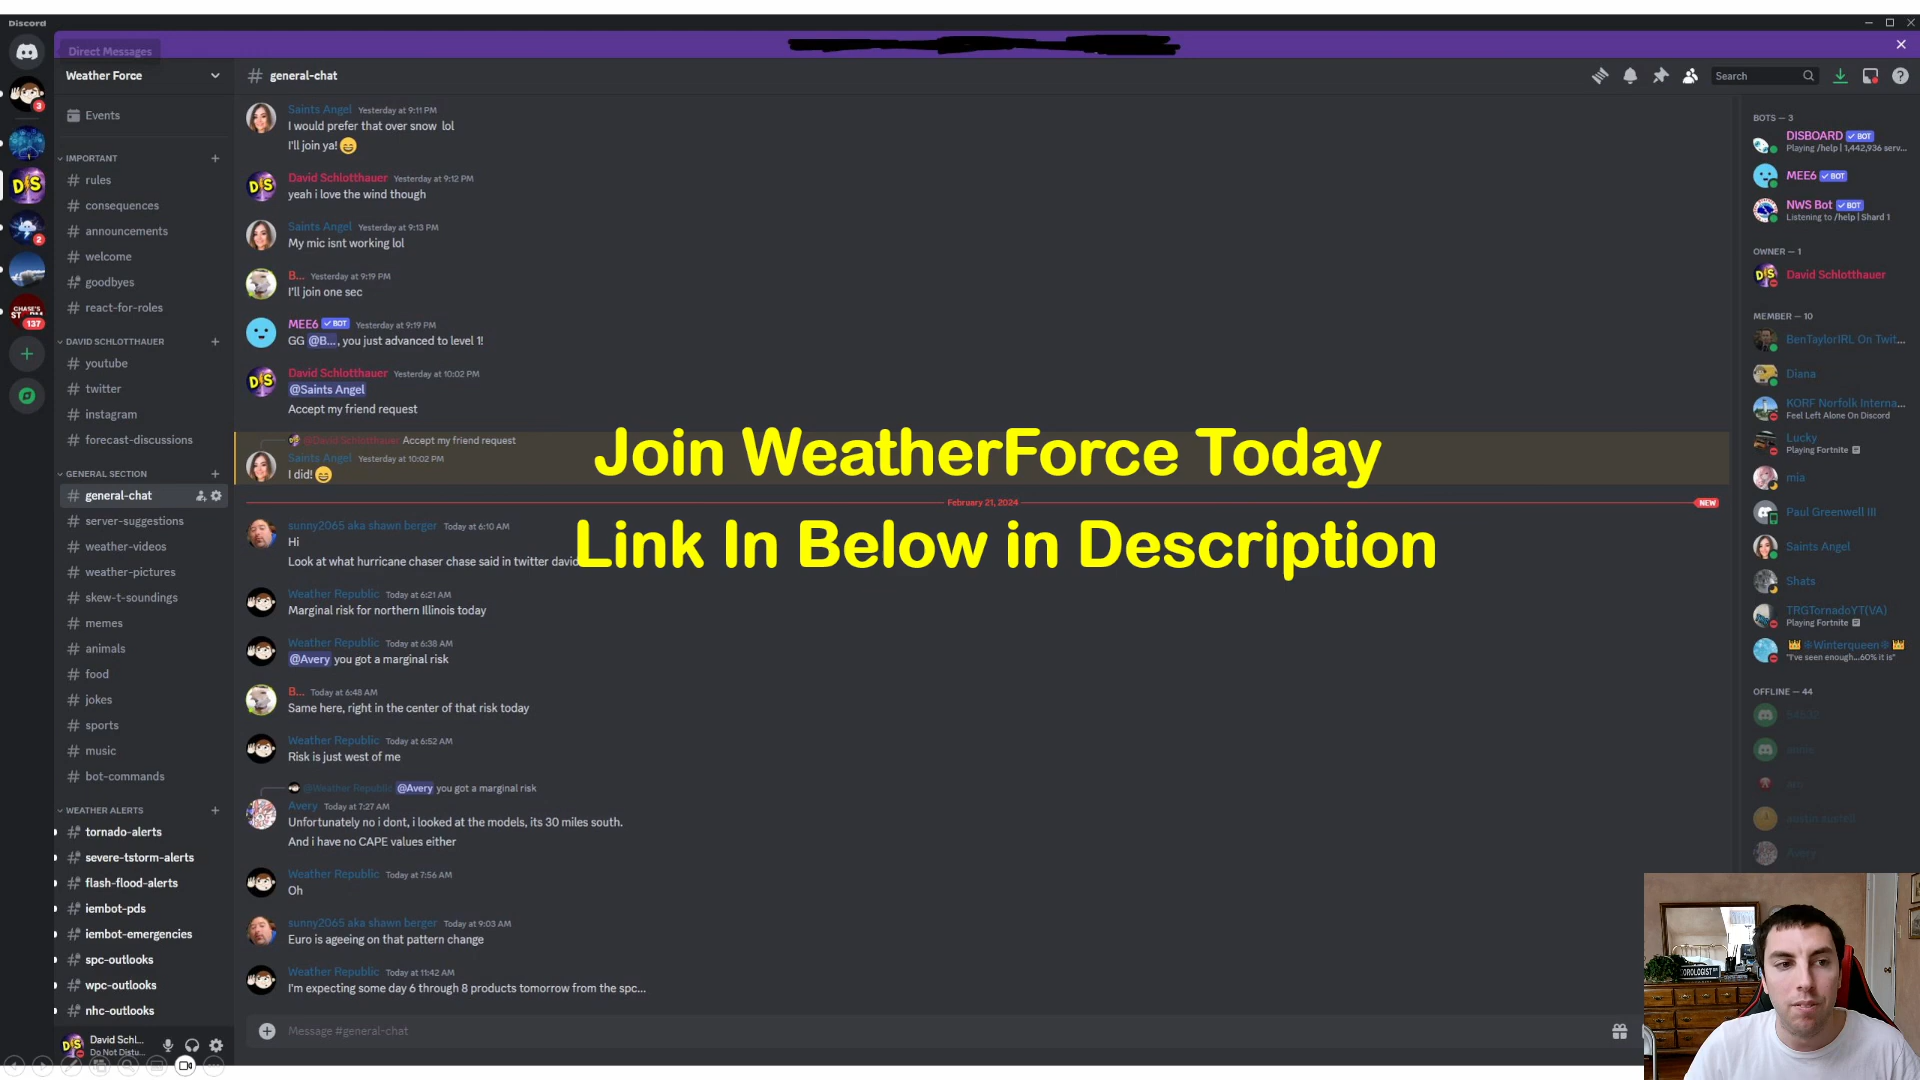 Discord
Direct Messages
Weather Force
Events
IMPORTANT
rules
consequences
announcements
welcome
goodbyes
react-for-roles
DAVID SCHLOTTHAUER
youtube
twitter
instagram
forecast-discussions
GENERAL SECTION
general-chat
server-suggestions
weather-videos
weather-pictures
skew-t-soundings
memes
animals
food
jokes
sports
music
bot-commands
WEATHER ALERTS
tornado-alerts
severe-tstorm-alerts
flash-flood-alerts
iembot-pds
iembot-emergencies
spc-outlooks
wpc-outlooks
nhc-outlooks
David Schl...
Do Not Distu...
3
2
CHASE'S
137
# general-chat
Search
Saints Angel Yesterday at 9:11 PM
I would prefer that over snow lol
I'll join ya!
David Schlotthauer Yesterday at 9:12 PM
yeah i love the wind though
Saints Angel Yesterday at 9:13 PM
My mic isnt working lol
B... Yesterday at 9:19 PM
I'll join one sec
MEE6 BOT Yesterday at 9:19 PM
GG @B..., you just advanced to level 1!
David Schlotthauer Yesterday at 10:02 PM
@Saints Angel
Accept my friend request
@David Schlotthauer Accept my friend request
Saints Angel Yesterday at 10:02 PM
I did!
Join WeatherForce Today
February 21, 2024 NEW
Link In Below in Description
sunny2065 aka shawn berger Today at 6:10 AM
Hi
Look at what hurricane chaser chase said in twitter david
Weather Republic Today at 6:21 AM
Marginal risk for northern Illinois today
Weather Republic Today at 6:38 AM
@Avery you got a marginal risk
B... Today at 6:48 AM
Same here, right in the center of that risk today
Weather Republic Today at 6:52 AM
Risk is just west of me
@Weather Republic @Avery you got a marginal risk
Avery Today at 7:27 AM
Unfortunately no i dont, i looked at the models, its 30 miles south.
And i have no CAPE values either
Weather Republic Today at 7:56 AM
Oh
sunny2065 aka shawn berger Today at 9:03 AM
Euro is ageeing on that pattern change
Weather Republic Today at 11:42 AM
I'm expecting some day 6 through 8 products tomorrow from the spc...
Message #general-chat
BOTS — 3
DISBOARD BOT
Playing /help | 1,442,936 serv...
MEE6 BOT
NWS Bot BOT
Listening to /help | Shard 1
OWNER — 1
David Schlotthauer
MEMBER — 10
BenTaylorIRL On Twit...
Diana
KORF Norfolk Interna...
Feel Left Alone On Discord
Lucky
Playing Fortnite
mia
Paul Greenwell III
Saints Angel
Shats
TRGTornadoYT(VA)
Playing Fortnite
❄Winterqueen❄
"I've seen enough...60% it is"
OFFLINE — 44
Avery